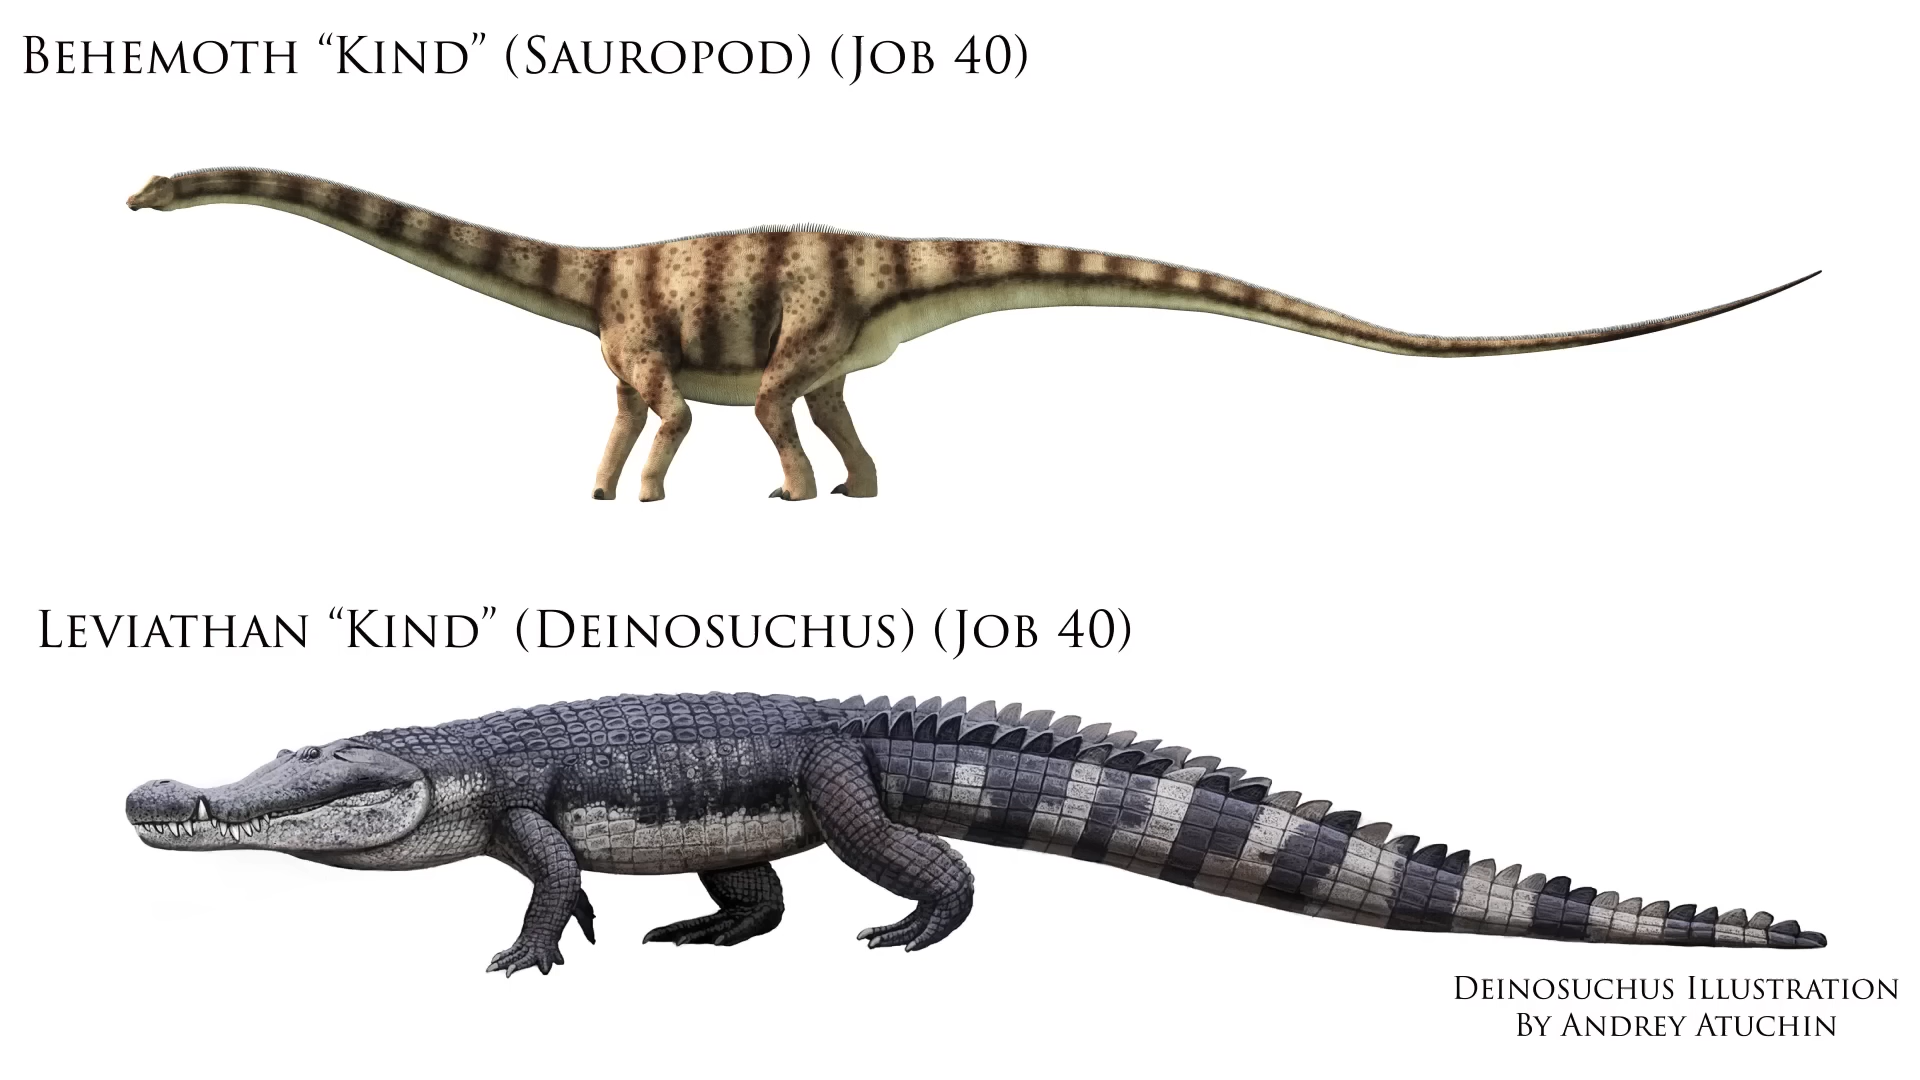 Behemoth “Kind” (Sauropod) (Job 40)
Leviathan “Kind” (Deinosuchus) (Job 40)
Deinosuchus Illustration
By Andrey Atuchin